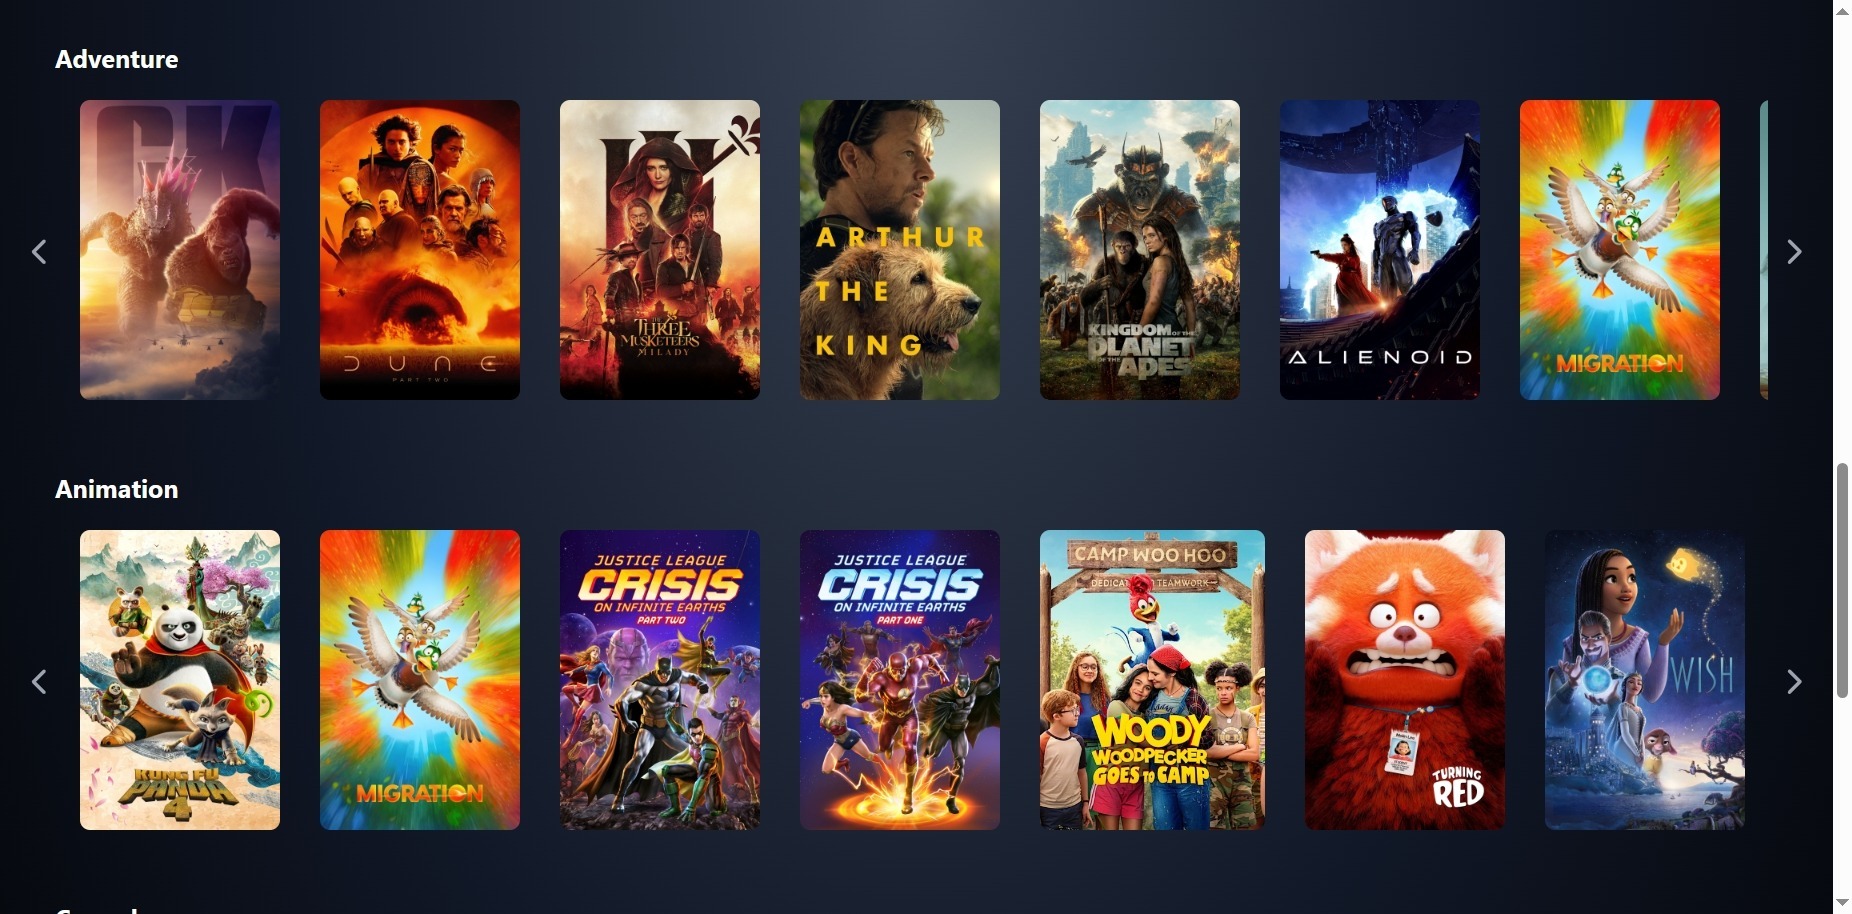 Adventure
GK
DUNE
PART TWO
THE
THREE
MUSKETEERS
MILADY
ARTHUR
THE
KING
KINGDOM OF THE
PLANET
OF THE
APES
ALIENOID
MIGRATION
Animation
KUNG FU
PANDA
4
MIGRATION
JUSTICE LEAGUE
CRISIS
ON INFINITE EARTHS
PART TWO
JUSTICE LEAGUE
CRISIS
ON INFINITE EARTHS
PART ONE
CAMP WOO HOO
TEAMWORK
WOODY
WOODPECKER
GOES TO CAMP
TURNING
RED
WISH